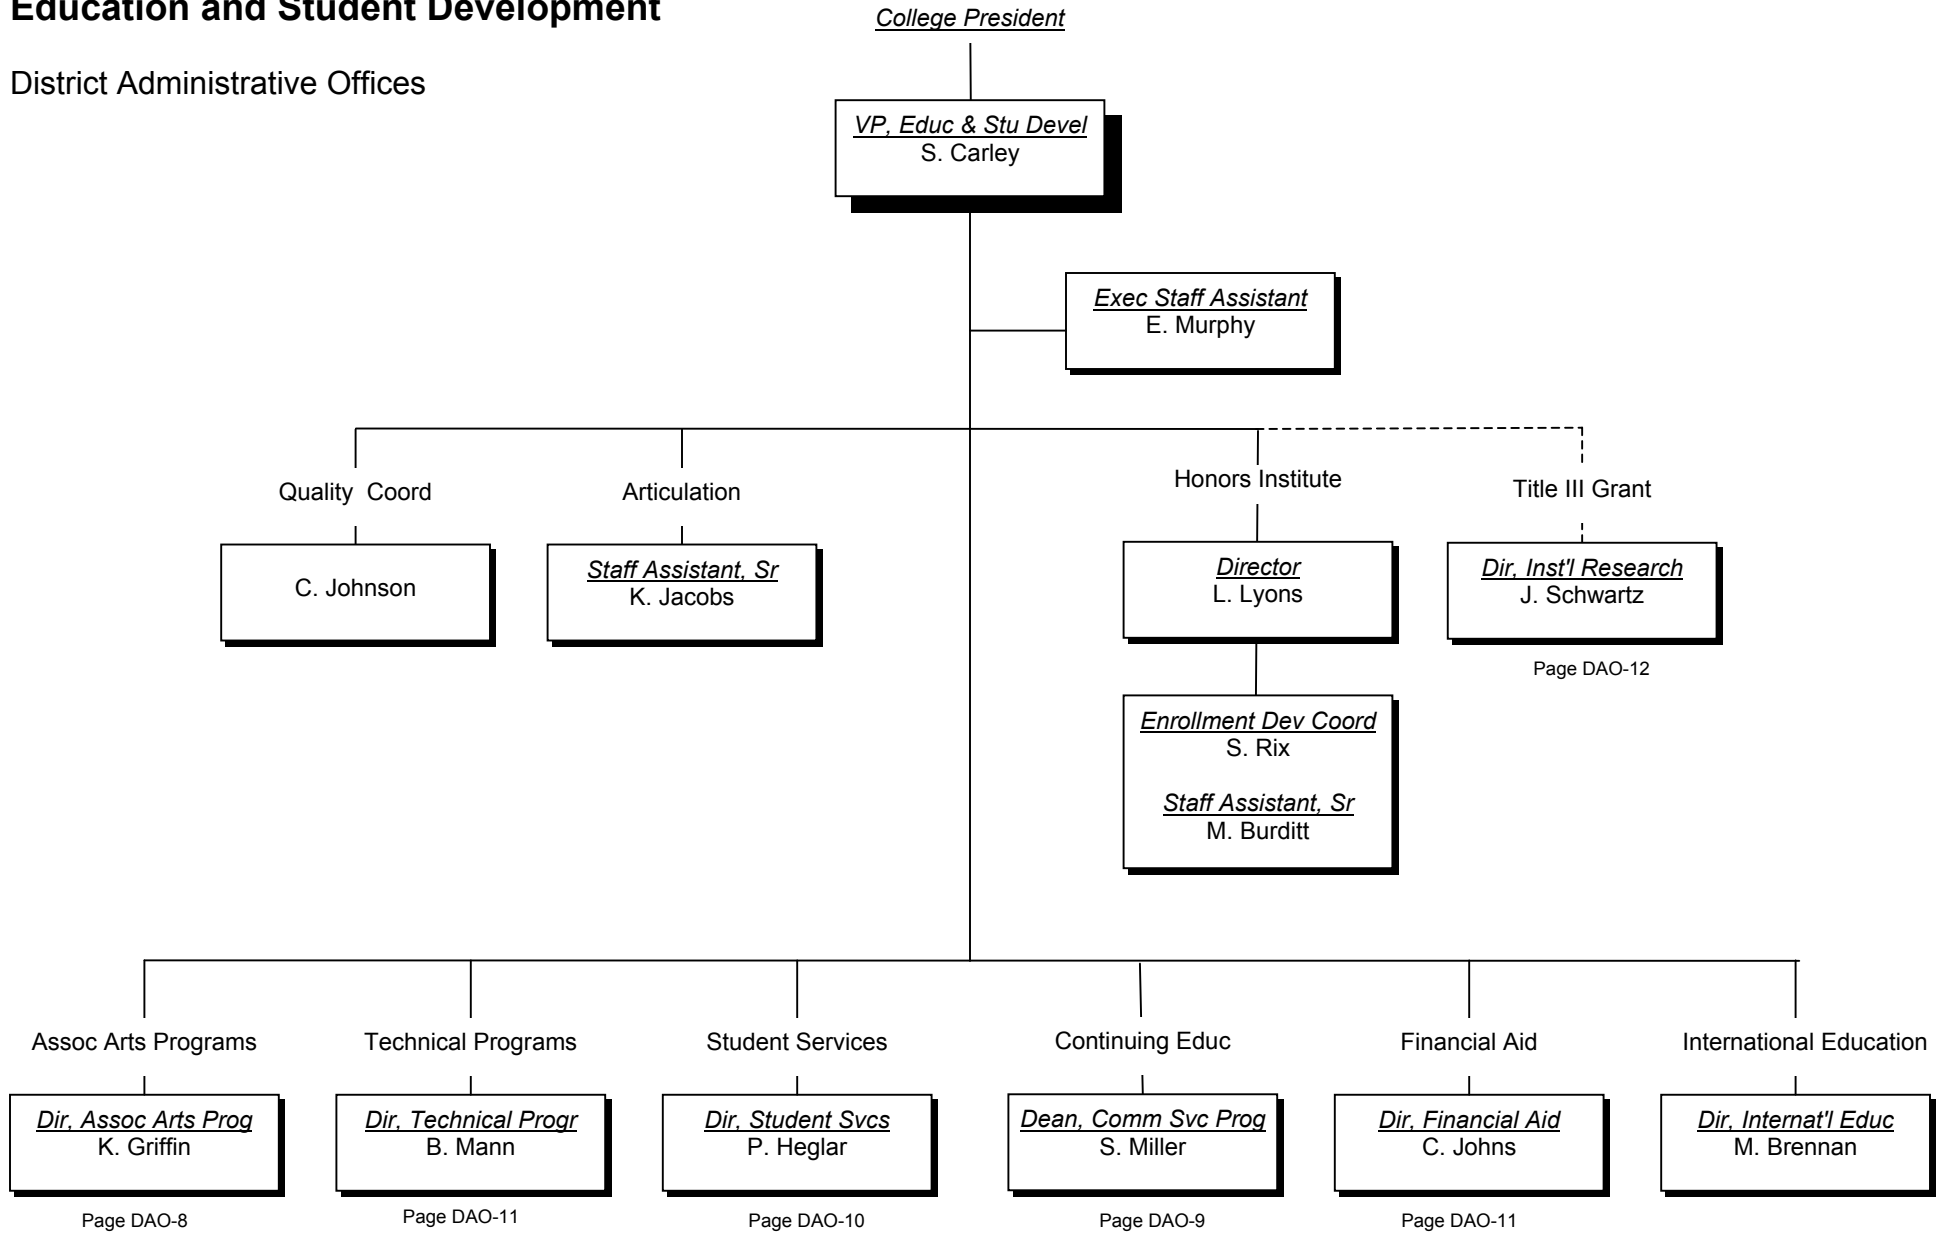 Education and Student Development
College President
District Administrative Offices
VP, Educ & Stu Devel
S. Carley
Exec Staff Assistant
E. Murphy
Quality  Coord
Articulation
Honors Institute
Title III Grant
C. Johnson
Staff Assistant, Sr
K. Jacobs
Director
L. Lyons
Dir, Inst'l Research
J. Schwartz
Page DAO-12
Enrollment Dev Coord
S. Rix
Staff Assistant, Sr
M. Burditt
Assoc Arts Programs
Technical Programs
Student Services
Continuing Educ
Financial Aid
International Education
Dir, Assoc Arts Prog
K. Griffin
Dir, Technical Progr
B. Mann
Dir, Student Svcs
P. Heglar
Dean, Comm Svc Prog
S. Miller
Dir, Financial Aid
C. Johns
Dir, Internat'l Educ
M. Brennan
Page DAO-8
Page DAO-11
Page DAO-10
Page DAO-9
Page DAO-11